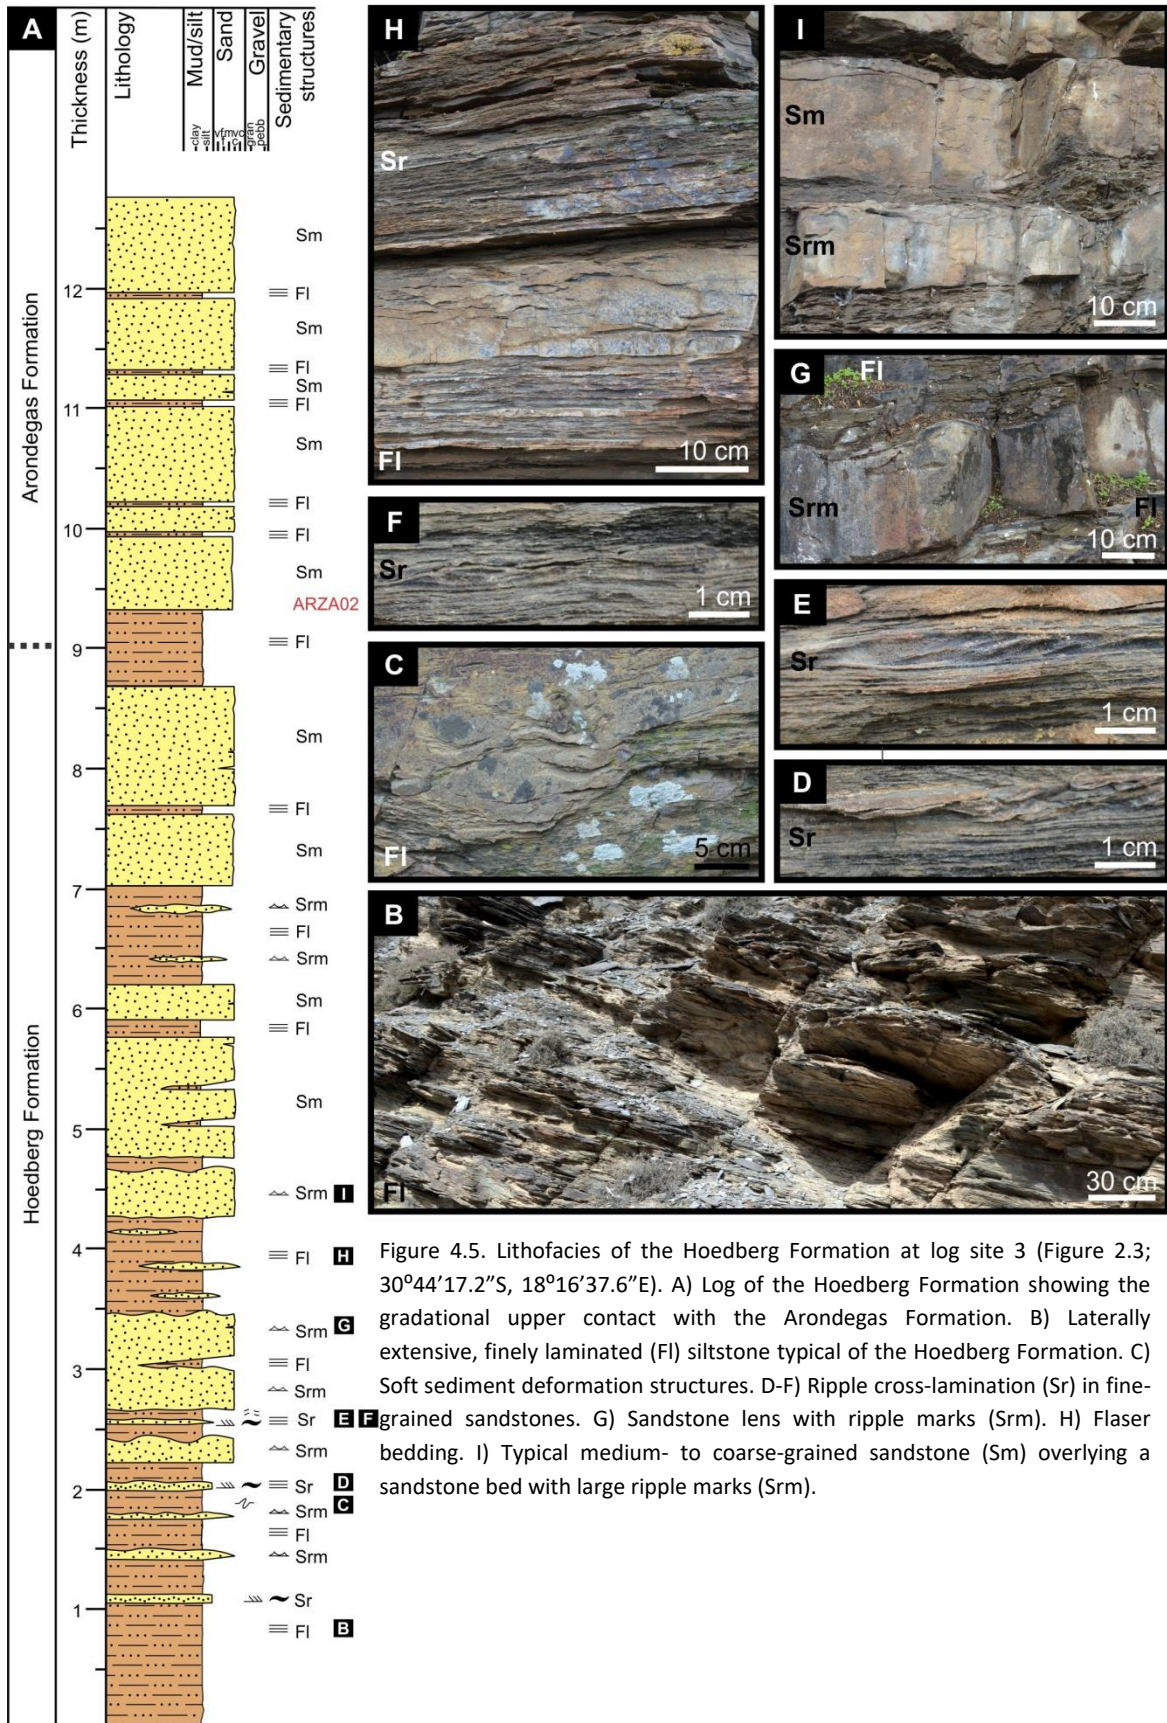 A
Thickness (m)
Lithology
Mud/silt
Sand
Gravel
Sedimentary
structures
clay
silt
vf
f
m
c
vc
gran
pebb
Arondegas Formation
Hoedberg Formation
Sm
12
Fl
Sm
Fl
Sm
11
Fl
Sm
Fl
10
Fl
Sm
ARZA02
9
Fl
Sm
8
Fl
Sm
7
Srm
Fl
Srm
6
Sm
Fl
5
Sm
Srm I
4
Fl H
Srm G
3
Fl
Srm
Sr E F
Srm
2
Sr D
Srm C
Fl
Srm
1
Sr
Fl B
H
Sr
Fl
10 cm
I
Sm
Srm
10 cm
G
Fl
Srm
Fl
10 cm
F
Sr
1 cm
E
Sr
1 cm
C
Fl
5 cm
D
Sr
1 cm
B
Fl
30 cm
Figure 4.5. Lithofacies of the Hoedberg Formation at log site 3 (Figure 2.3;
30⁰44’17.2”S, 18⁰16’37.6”E). A) Log of the Hoedberg Formation showing the
gradational upper contact with the Arondegas Formation. B) Laterally
extensive, finely laminated (Fl) siltstone typical of the Hoedberg Formation. C)
Soft sediment deformation structures. D-F) Ripple cross-lamination (Sr) in fine-
grained sandstones. G) Sandstone lens with ripple marks (Srm). H) Flaser
bedding. I) Typical medium- to coarse-grained sandstone (Sm) overlying a
sandstone bed with large ripple marks (Srm).